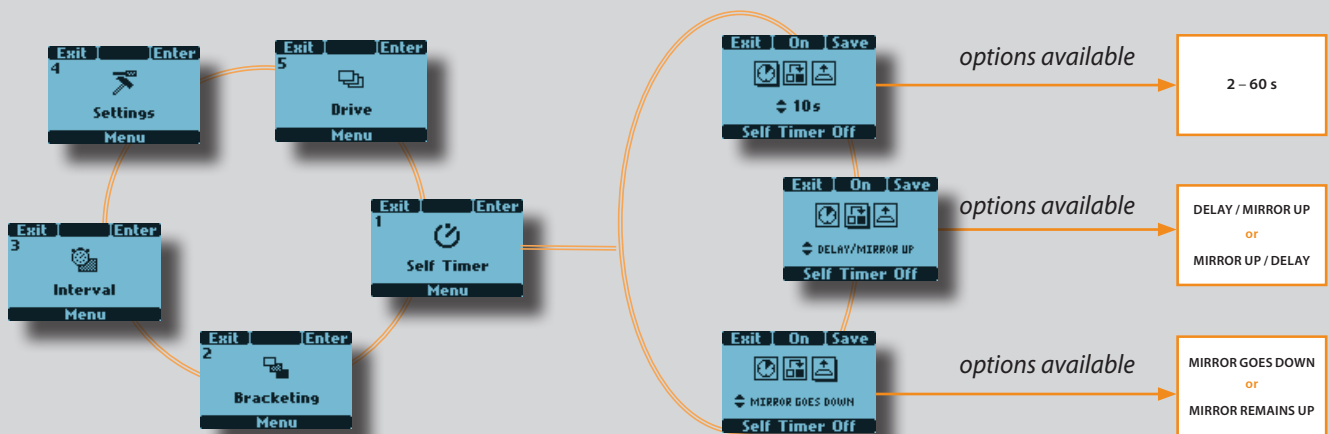 Exit Enter
4
Settings
Menu
Exit Enter
5
Drive
Menu
Exit Enter
3
Interval
Menu
Exit Enter
1
Self Timer
Menu
Exit Enter
2
Bracketing
Menu
Exit On Save
10 s
Self Timer Off
options available
2 – 60 s
Exit On Save
DELAY/MIRROR UP
Self Timer Off
options available
DELAY / MIRROR UP
or
MIRROR UP / DELAY
Exit On Save
MIRROR GOES DOWN
Self Timer Off
options available
MIRROR GOES DOWN
or
MIRROR REMAINS UP